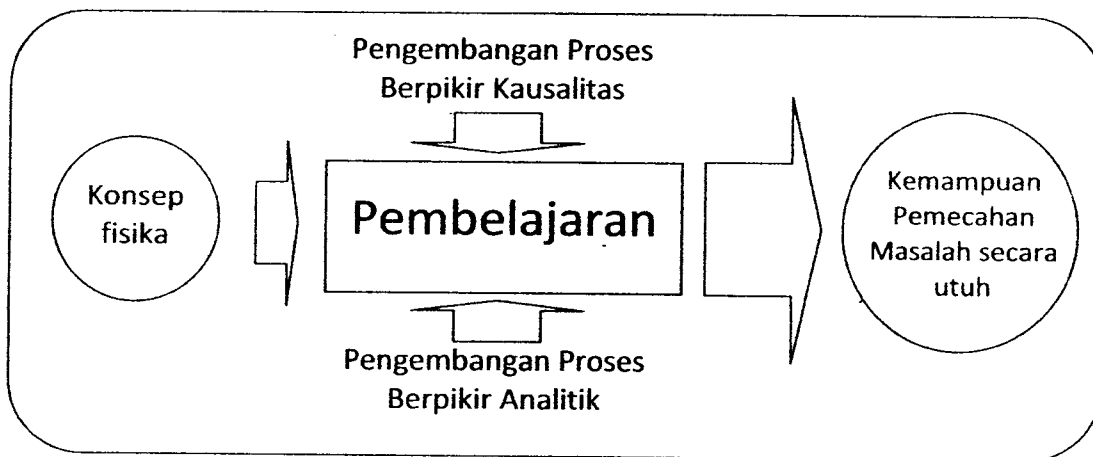 Pengembangan Proses
Berpikir Kausalitas
Konsep
fisika
Pembelajaran
Kemampuan
Pemecahan
Masalah secara
utuh
Pengembangan Proses
Berpikir Analitik